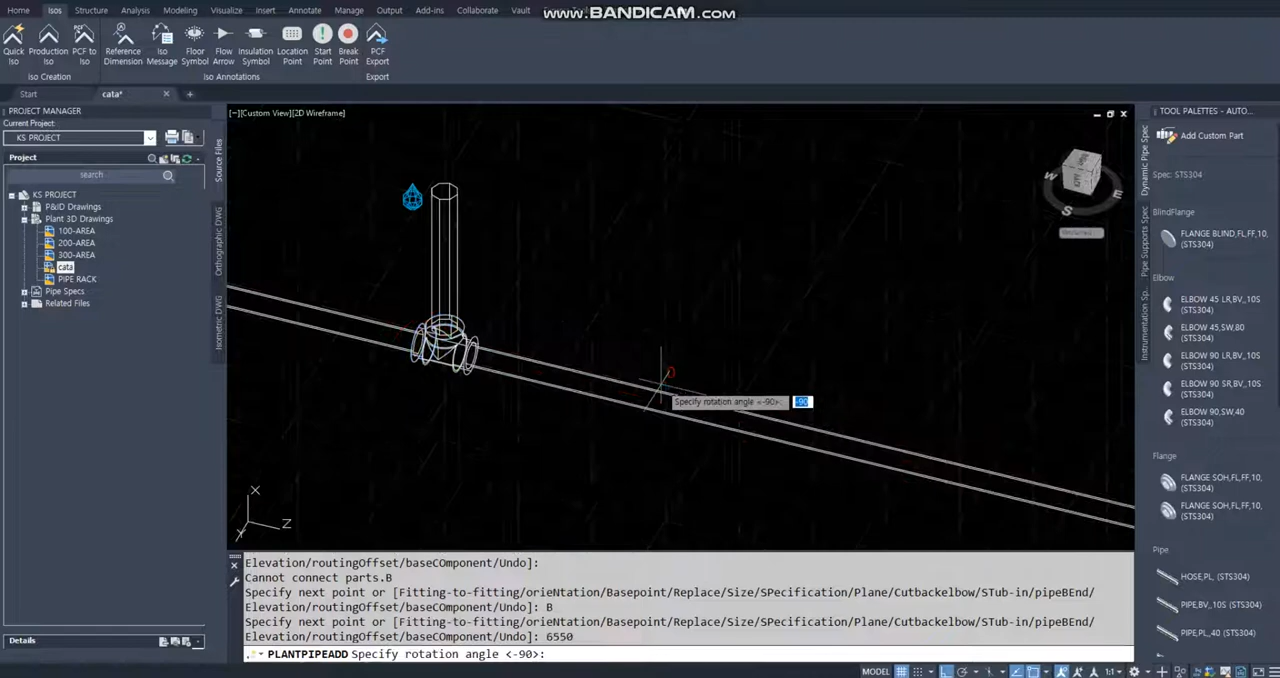 Home Isos Structure Analysis Modeling Visualize Insert Annotate Manage Output Add-ins Collaborate Vault
www.BANDICAM.com
Quick Iso
Production Iso
PCF to Iso
Reference Dimension
Iso Message
Floor Symbol
Flow Arrow
Insulation Symbol
Location Point
Start Point
Break Point
PCF Export
Iso Creation
Iso Annotations
Export
Start
cata*
PROJECT MANAGER
Current Project:
KS PROJECT
Project
search
KS PROJECT
P&ID Drawings
Plant 3D Drawings
100-AREA
200-AREA
300-AREA
cata
PIPE RACK
Pipe Specs
Related Files
Details
Source Files
Orthographic DWG
Isometric DWG
[−][Custom View][2D Wireframe]
W
S
E
Specify rotation angle <-90>:
-90
X
Y
Z
Elevation/routingOffset/baseCOmponent/Undo]:
Cannot connect parts.B
Specify next point or [Fitting-to-fitting/orieNtation/Basepoint/Replace/Size/SPecification/Plane/Cutbackelbow/STub-in/pipeBEnd/
Elevation/routingOffset/baseCOmponent/Undo]: B
Specify next point or [Fitting-to-fitting/orieNtation/Basepoint/Replace/Size/SPecification/Plane/Cutbackelbow/STub-in/pipeBEnd/
Elevation/routingOffset/baseCOmponent/Undo]: 6550
PLANTPIPEADD Specify rotation angle <-90>:
MODEL
1:1
TOOL PALETTES - AUTO...
Dynamic Pipe Spec
Pipe Supports Spec
Instrumentation Sp...
Add Custom Part
Spec: STS304
BlindFlange
FLANGE BLIND,FL,FF,10,
(STS304)
Elbow
ELBOW 45 LR,BV_10S
(STS304)
ELBOW 45,SW,80
(STS304)
ELBOW 90 LR,BV_10S
(STS304)
ELBOW 90 SR,BV_10S
(STS304)
ELBOW 90,SW,40
(STS304)
Flange
FLANGE SOH,FL,FF,10,
(STS304)
FLANGE SOH,FL,FF,10,
(STS304)
Pipe
HOSE,PL, (STS304)
PIPE,BV_10S (STS304)
PIPE,PL_40 (STS304)